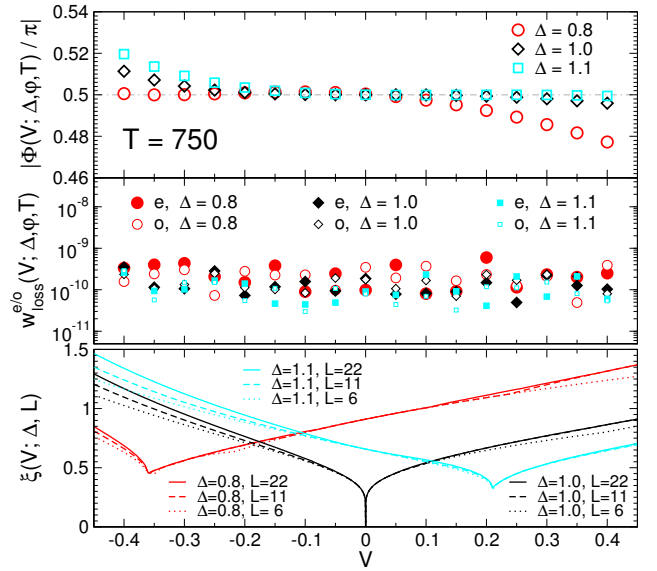 0.54
0.52
0.5
0.48
0.46
|Φ(V; Δ,φ,T) / π|
Δ = 0.8
Δ = 1.0
Δ = 1.1
T = 750
10⁻⁸
10⁻⁹
10⁻¹⁰
10⁻¹¹
w_loss^e/o(V; Δ,φ,T)
e, Δ = 0.8
o, Δ = 0.8
e, Δ = 1.0
o, Δ = 1.0
e, Δ = 1.1
o, Δ = 1.1
1.5
1
0.5
0
ξ(V; Δ, L)
Δ=1.1, L=22
Δ=1.1, L=11
Δ=1.1, L= 6
Δ=0.8, L=22
Δ=0.8, L=11
Δ=0.8, L= 6
Δ=1.0, L=22
Δ=1.0, L=11
Δ=1.0, L= 6
-0.4 -0.3 -0.2 -0.1 0 0.1 0.2 0.3 0.4
V